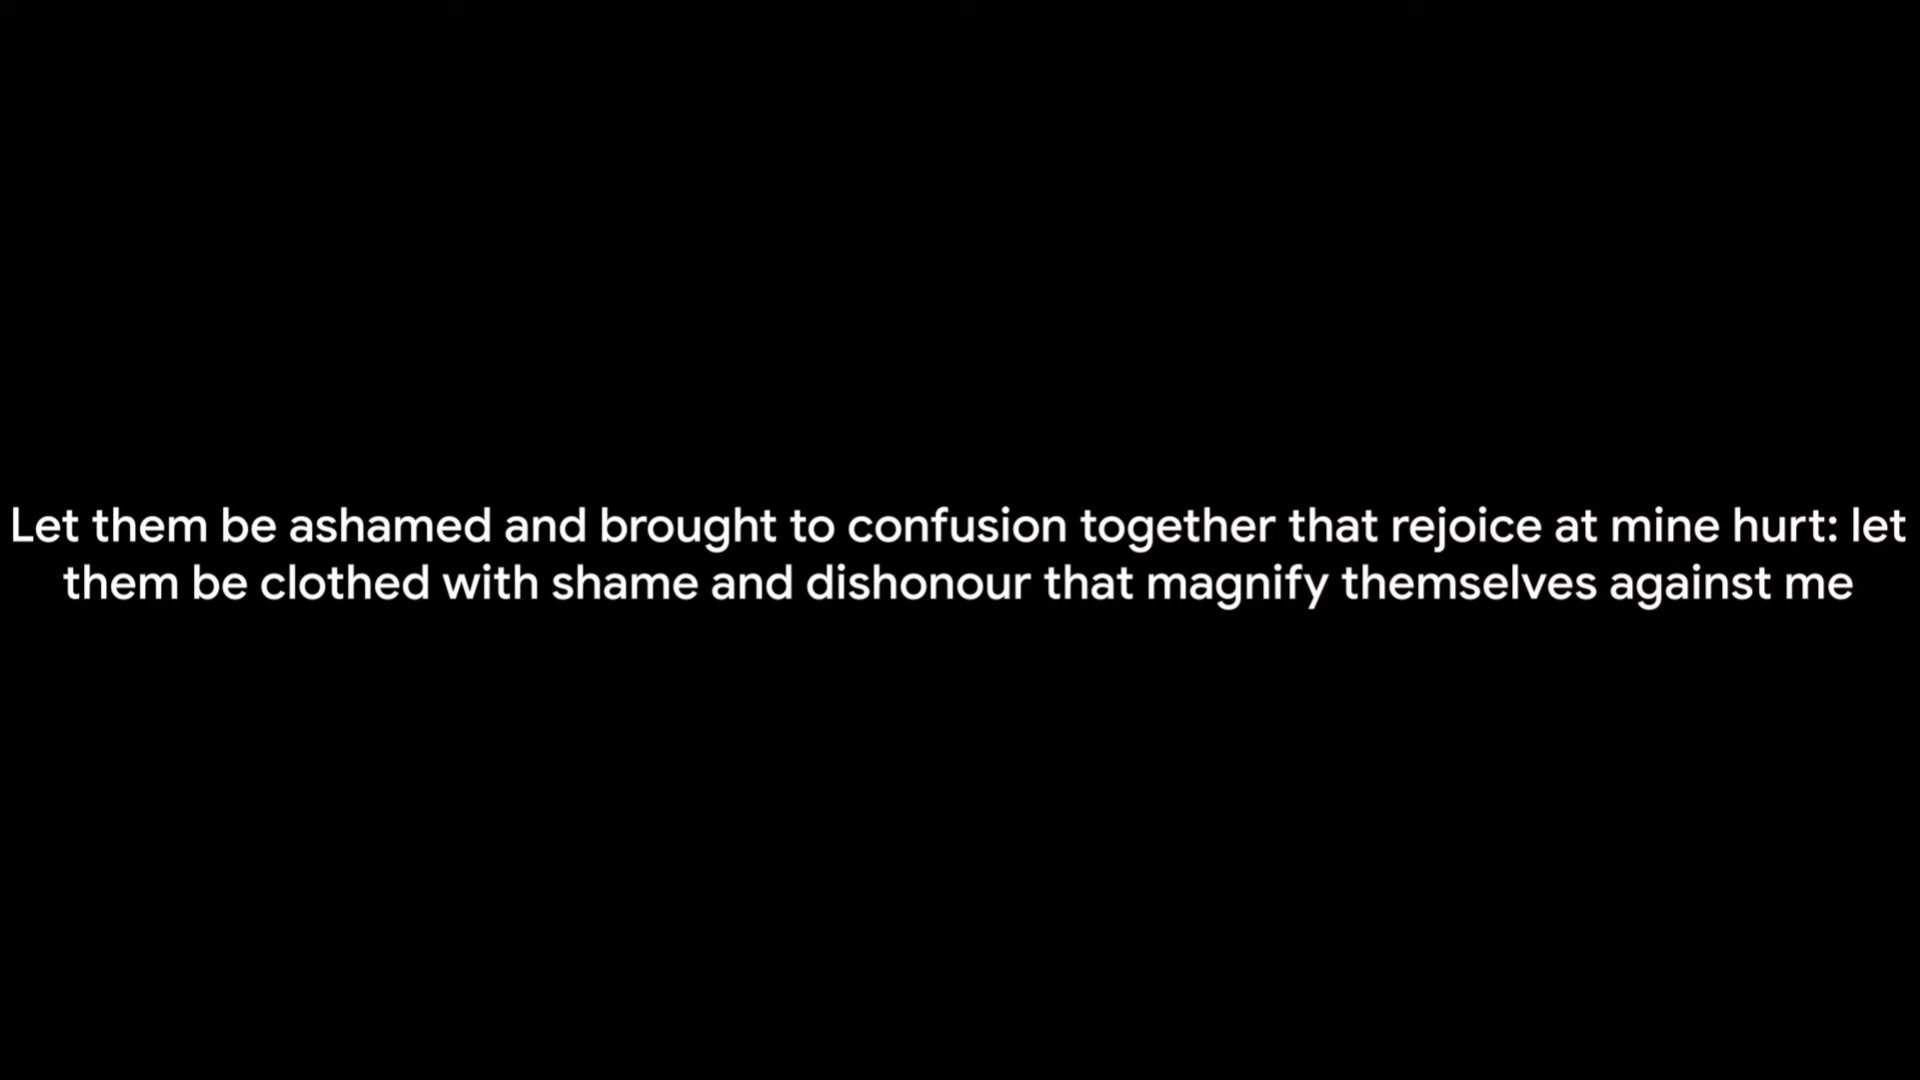 Let them be ashamed and brought to confusion together that rejoice at mine hurt: let
them be clothed with shame and dishonour that magnify themselves against me